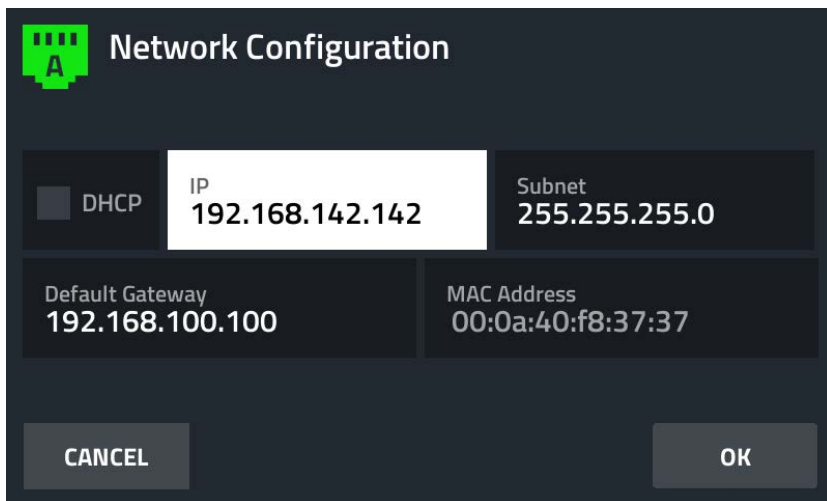 A
Network Configuration
DHCP
IP
192.168.142.142
Subnet
255.255.255.0
Default Gateway
192.168.100.100
MAC Address
00:0a:40:f8:37:37
CANCEL
OK